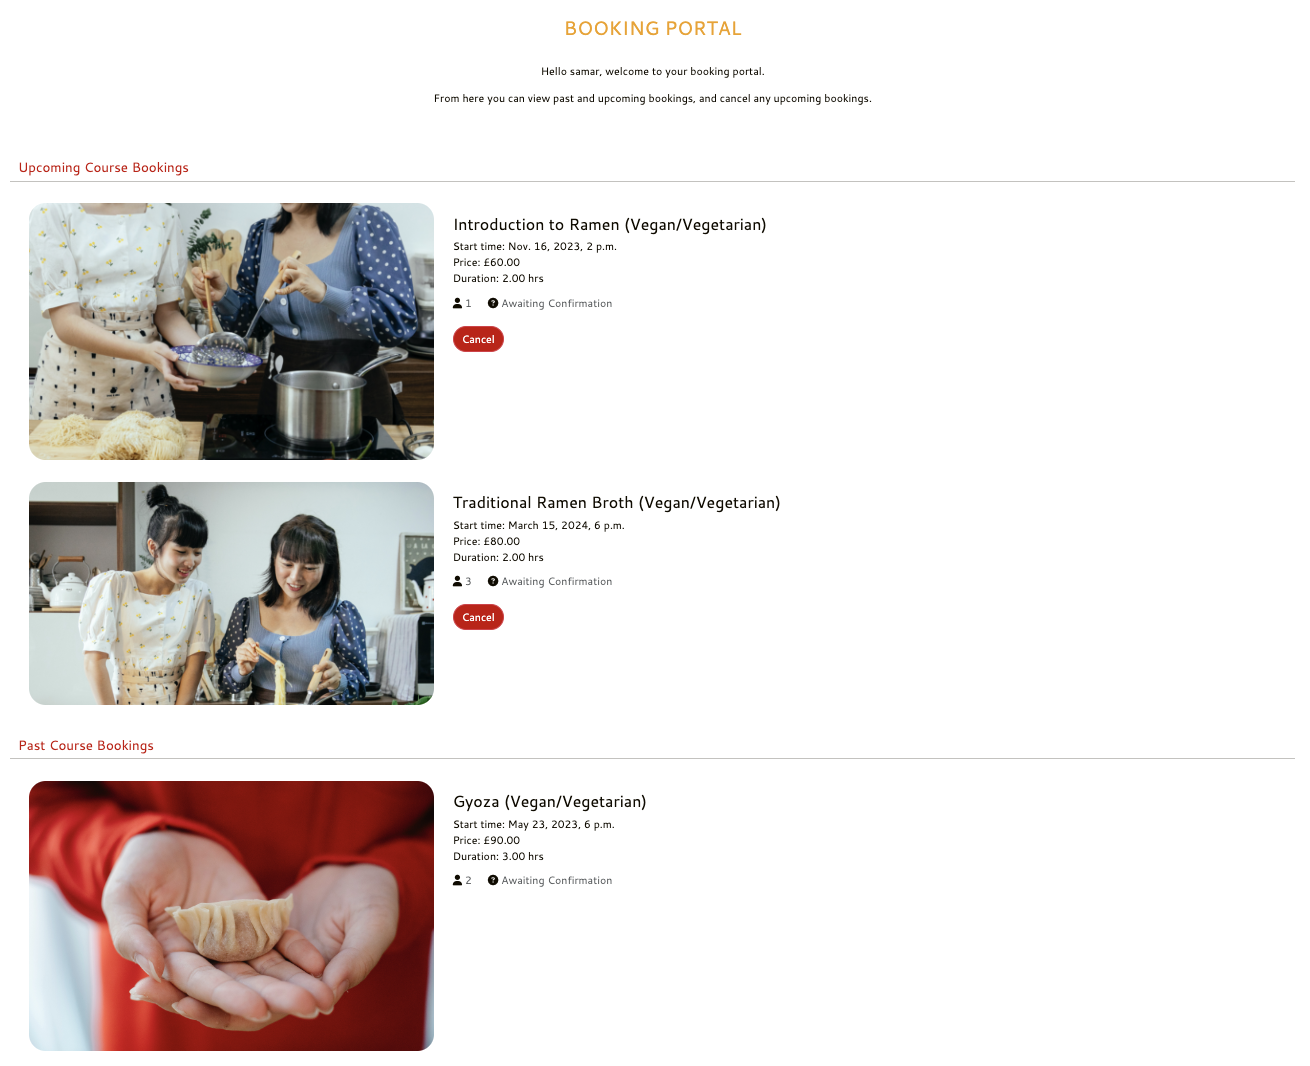 BOOKING PORTAL
Hello samar, welcome to your booking portal.
From here you can view past and upcoming bookings, and cancel any upcoming bookings.
Upcoming Course Bookings
Introduction to Ramen (Vegan/Vegetarian)
Start time: Nov. 16, 2023, 2 p.m.
Price: £60.00
Duration: 2.00 hrs
1 Awaiting Confirmation
Cancel
Traditional Ramen Broth (Vegan/Vegetarian)
Start time: March 15, 2024, 6 p.m.
Price: £80.00
Duration: 2.00 hrs
3 Awaiting Confirmation
Cancel
Past Course Bookings
Gyoza (Vegan/Vegetarian)
Start time: May 23, 2023, 6 p.m.
Price: £90.00
Duration: 3.00 hrs
2 Awaiting Confirmation